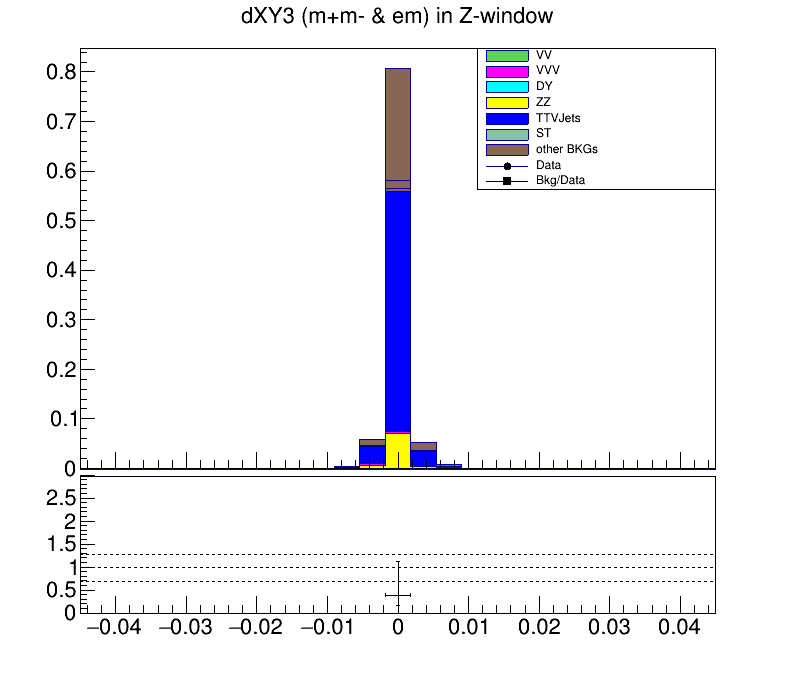 dXY3 (m+m- & em) in Z-window
VV
VVV
DY
ZZ
TTVJets
ST
other BKGs
Data
Bkg/Data
0.8
0.7
0.6
0.5
0.4
0.3
0.2
0.1
0
2.5
2
1.5
1
0.5
0
−0.04 −0.03 −0.02 −0.01 0 0.01 0.02 0.03 0.04